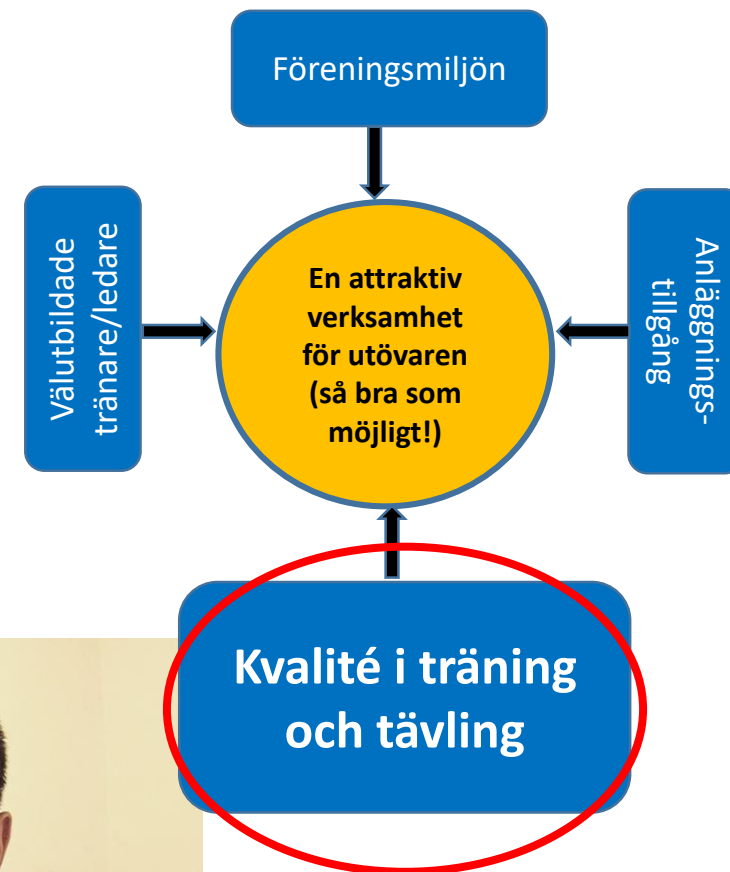 Föreningsmiljön
Välutbildade
tränare/ledare
En attraktiv
verksamhet
för utövaren
(så bra som
möjligt!)
Anläggnings-
tillgång
Kvalité i träning
och tävling